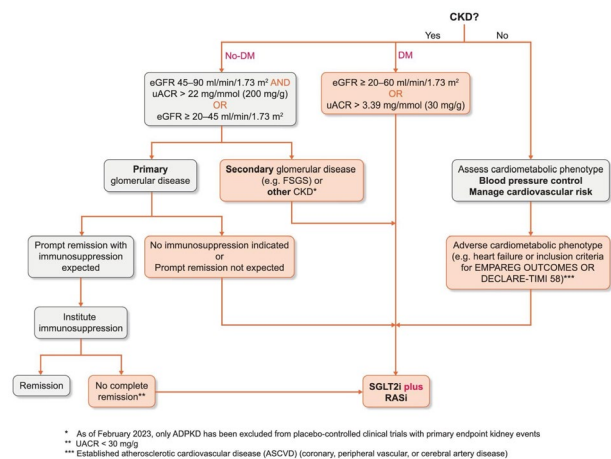 CKD?
Yes
No
No-DM
DM
eGFR 45–90 ml/min/1.73 m² AND
uACR > 22 mg/mmol (200 mg/g)
OR
eGFR ≥ 20–45 ml/min/1.73 m²
eGFR ≥ 20–60 ml/min/1.73 m²
OR
uACR > 3.39 mg/mmol (30 mg/g)
Primary
glomerular disease
Secondary glomerular disease
(e.g. FSGS) or
other CKD*
Assess cardiometabolic phenotype
Blood pressure control
Manage cardiovascular risk
Prompt remission with
immunosuppression
expected
No immunosuppression indicated
or
Prompt remission not expected
Adverse cardiometabolic phenotype
(e.g. heart failure or inclusion criteria
for EMPAREG OUTCOMES OR
DECLARE-TIMI 58)***
Institute
immunosuppression
Remission
No complete
remission**
SGLT2i plus
RASi
* As of February 2023, only ADPKD has been excluded from placebo-controlled clinical trials with primary endpoint kidney events
** UACR < 30 mg/g
*** Established atherosclerotic cardiovascular disease (ASCVD) (coronary, peripheral vascular, or cerebral artery disease)